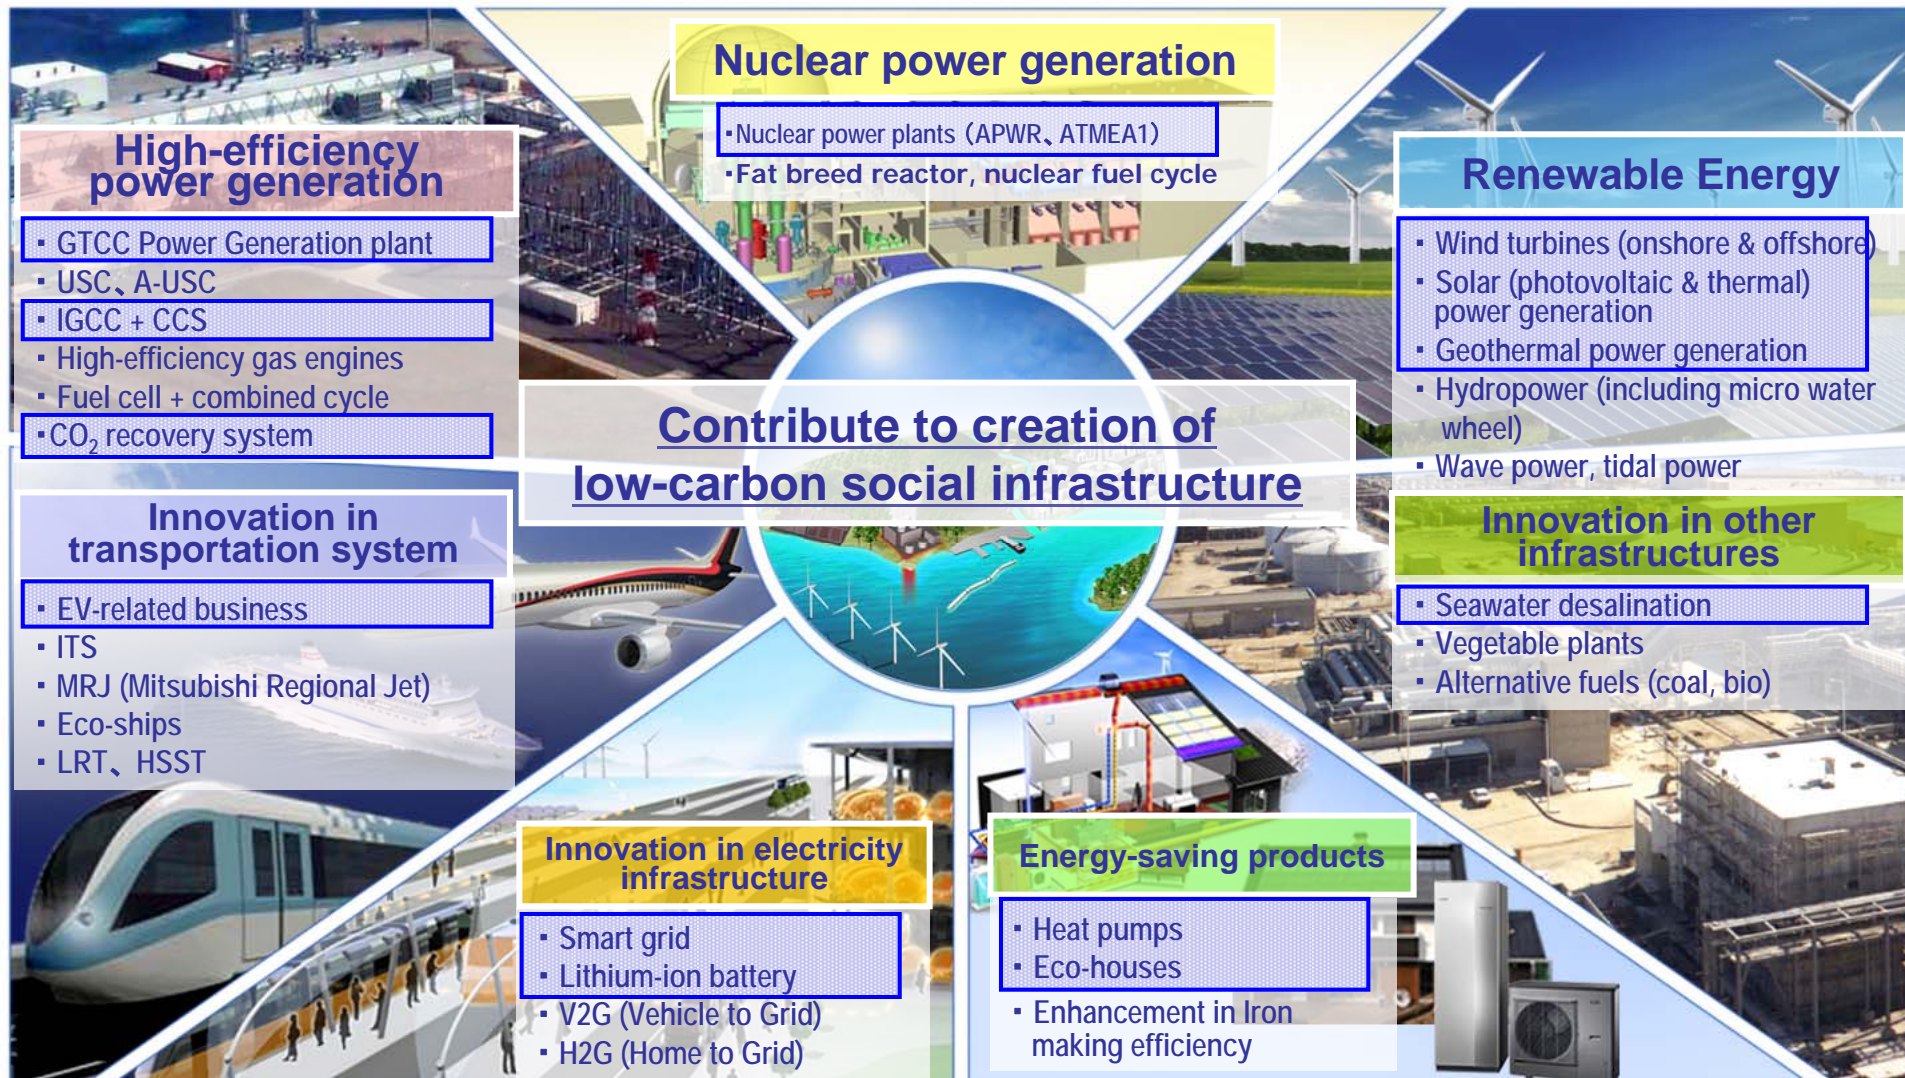 Nuclear power generation
・Nuclear power plants（APWR、ATMEA1）
・Fat breed reactor, nuclear fuel cycle
High-efficiency
power generation
・GTCC Power Generation plant
・USC、A-USC
・IGCC + CCS
・High-efficiency gas engines
・Fuel cell + combined cycle
・CO₂ recovery system
Renewable Energy
・Wind turbines (onshore & offshore)
・Solar (photovoltaic & thermal)
power generation
・Geothermal power generation
・Hydropower (including micro water
wheel)
・Wave power, tidal power
Contribute to creation of
low-carbon social infrastructure
Innovation in
transportation system
・EV-related business
・ITS
・MRJ (Mitsubishi Regional Jet)
・Eco-ships
・LRT、HSST
Innovation in other
infrastructures
・Seawater desalination
・Vegetable plants
・Alternative fuels (coal, bio)
Innovation in electricity
infrastructure
・Smart grid
・Lithium-ion battery
・V2G (Vehicle to Grid)
・H2G (Home to Grid)
Energy-saving products
・Heat pumps
・Eco-houses
・Enhancement in Iron
making efficiency